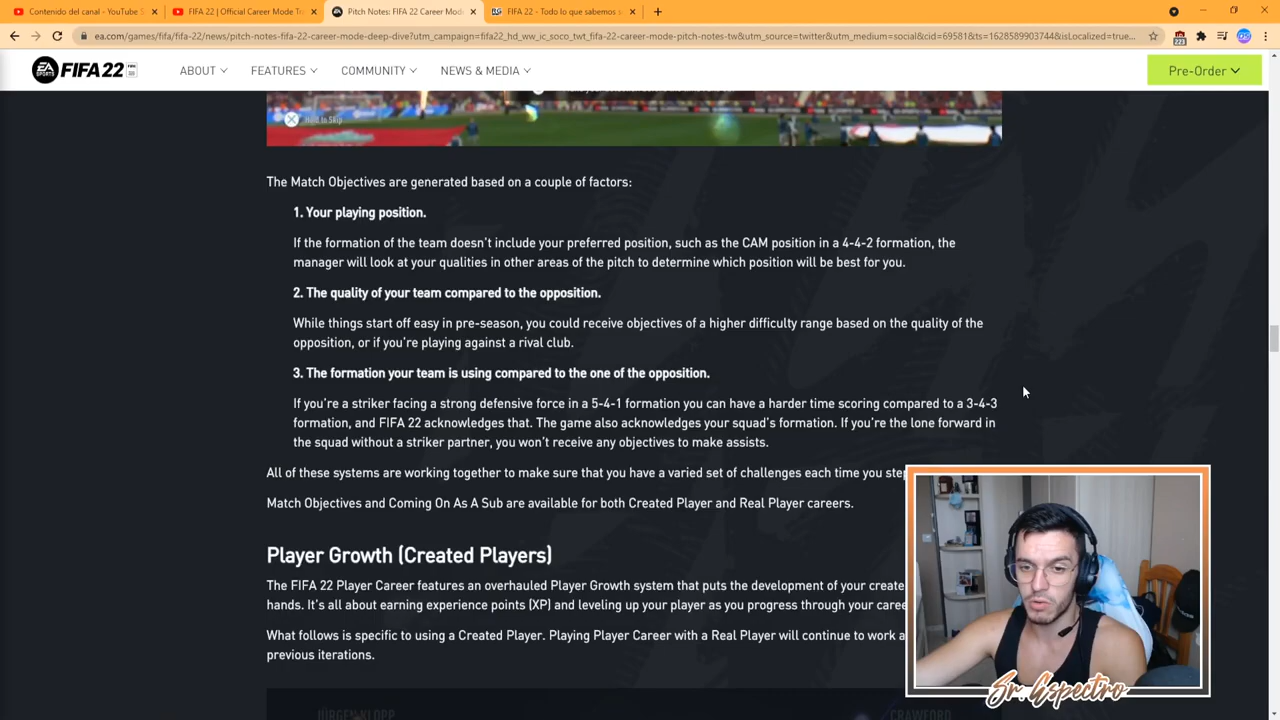 Contenido del canal - YouTube S
FIFA 22 | Official Career Mode Tr
Pitch Notes: FIFA 22 Career Mode
FIFA 22 - Todo lo que sabemos s
ea.com/games/fifa/fifa-22/news/pitch-notes-fifa-22-career-mode-deep-dive?utm_campaign=fifa22_hd_ww_ic_soco_twt_fifa-22-career-mode-pitch-notes-tw&utm_source=twitter&utm_medium=social&cid=69581&ts=1628589903744&isLocalized=true...
223
EA SPORTS FIFA 22
ABOUT
FEATURES
COMMUNITY
NEWS & MEDIA
Pre-Order
Hold to Skip
The Match Objectives are generated based on a couple of factors:
1. Your playing position.
If the formation of the team doesn't include your preferred position, such as the CAM position in a 4-4-2 formation, the
manager will look at your qualities in other areas of the pitch to determine which position will be best for you.
2. The quality of your team compared to the opposition.
While things start off easy in pre-season, you could receive objectives of a higher difficulty range based on the quality of the
opposition, or if you're playing against a rival club.
3. The formation your team is using compared to the one of the opposition.
If you're a striker facing a strong defensive force in a 5-4-1 formation you can have a harder time scoring compared to a 3-4-3
formation, and FIFA 22 acknowledges that. The game also acknowledges your squad's formation. If you're the lone forward in
the squad without a striker partner, you won't receive any objectives to make assists.
All of these systems are working together to make sure that you have a varied set of challenges each time you step
Match Objectives and Coming On As A Sub are available for both Created Player and Real Player careers.
Player Growth (Created Players)
The FIFA 22 Player Career features an overhauled Player Growth system that puts the development of your create
hands. It's all about earning experience points (XP) and leveling up your player as you progress through your caree
What follows is specific to using a Created Player. Playing Player Career with a Real Player will continue to work a
previous iterations.
JÜRGEN KLOPP
CRAWFORD
Sr. Espectro